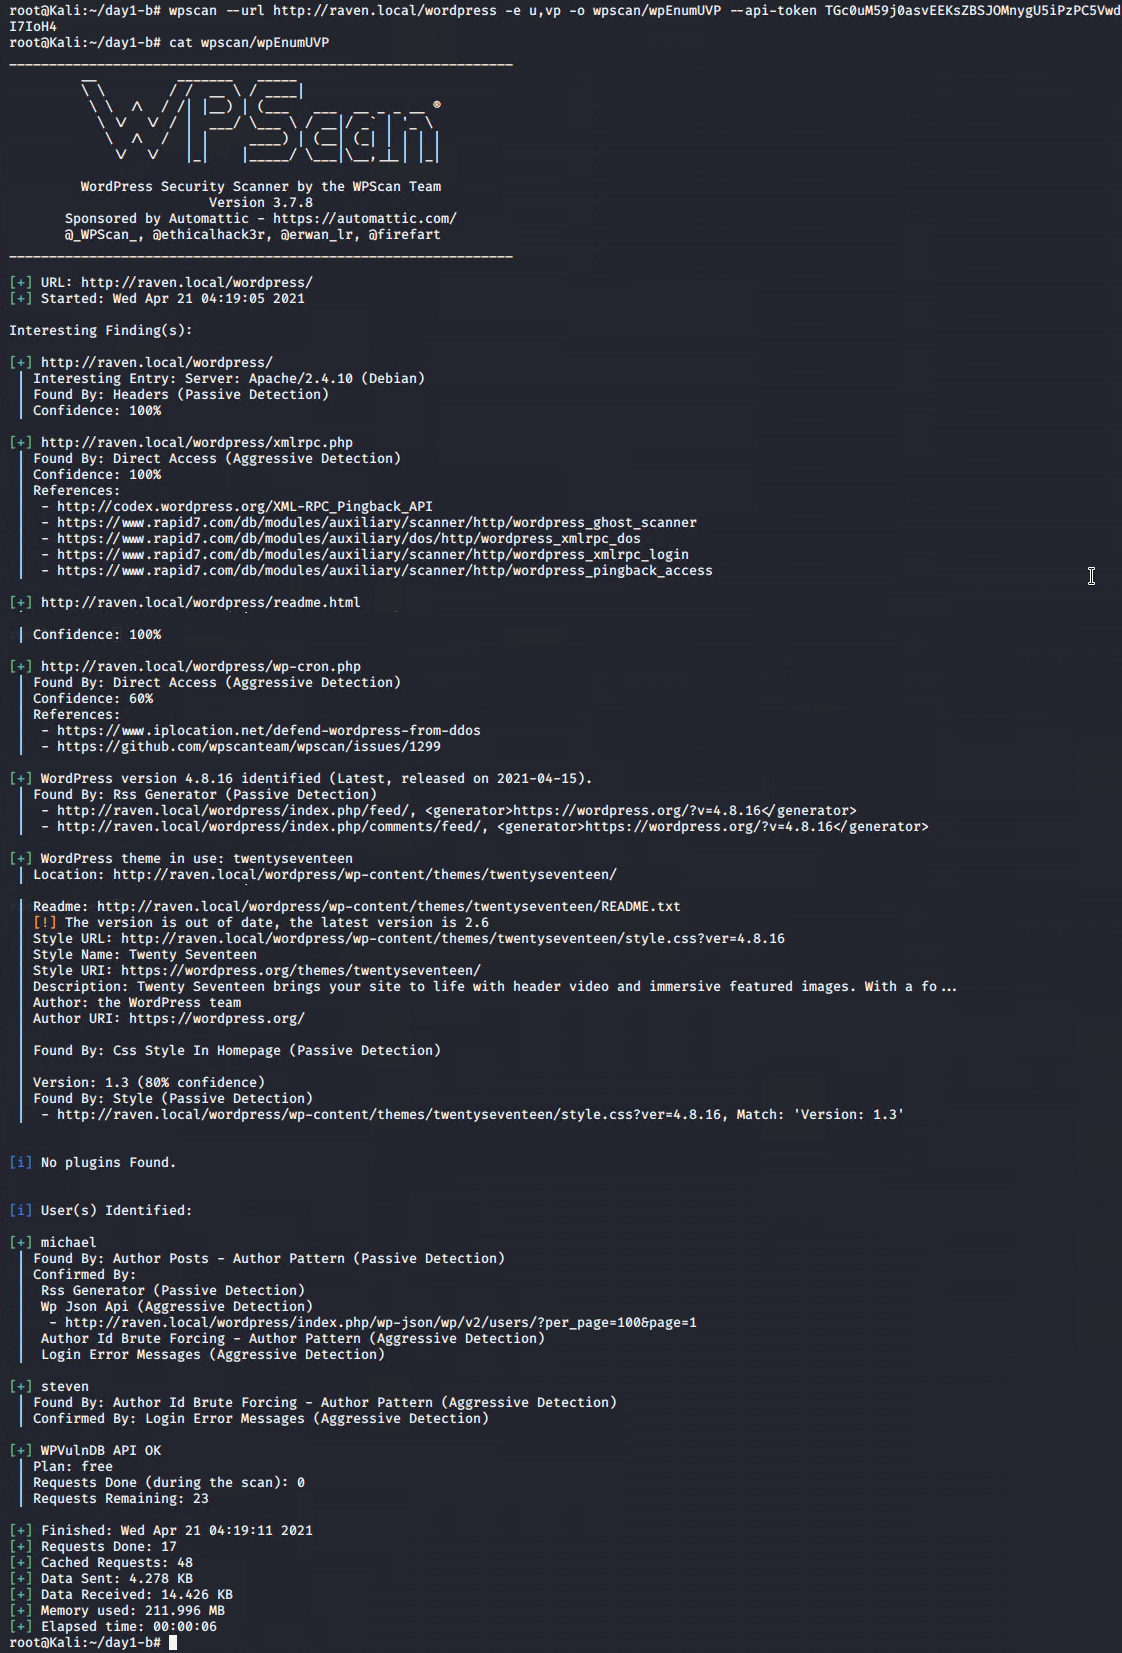 root@Kali:~/day1-b# wpscan --url http://raven.local/wordpress -e u,vp -o wpscan/wpEnumUVP --api-token TGc0uM59j0asvEEKsZBSJOMnygU5iPzPC5Vwd
I7IoH4
root@Kali:~/day1-b# cat wpscan/wpEnumUVP
WPScan ®
WordPress Security Scanner by the WPScan Team
Version 3.7.8
Sponsored by Automattic - https://automattic.com/
@_WPScan_, @ethicalhack3r, @erwan_lr, @firefart
[+] URL: http://raven.local/wordpress/
[+] Started: Wed Apr 21 04:19:05 2021
Interesting Finding(s):
[+] http://raven.local/wordpress/
| Interesting Entry: Server: Apache/2.4.10 (Debian)
| Found By: Headers (Passive Detection)
| Confidence: 100%
[+] http://raven.local/wordpress/xmlrpc.php
| Found By: Direct Access (Aggressive Detection)
| Confidence: 100%
| References:
| - http://codex.wordpress.org/XML-RPC_Pingback_API
| - https://www.rapid7.com/db/modules/auxiliary/scanner/http/wordpress_ghost_scanner
| - https://www.rapid7.com/db/modules/auxiliary/dos/http/wordpress_xmlrpc_dos
| - https://www.rapid7.com/db/modules/auxiliary/scanner/http/wordpress_xmlrpc_login
| - https://www.rapid7.com/db/modules/auxiliary/scanner/http/wordpress_pingback_access
[+] http://raven.local/wordpress/readme.html
| Confidence: 100%
[+] http://raven.local/wordpress/wp-cron.php
| Found By: Direct Access (Aggressive Detection)
| Confidence: 60%
| References:
| - https://www.iplocation.net/defend-wordpress-from-ddos
| - https://github.com/wpscanteam/wpscan/issues/1299
[+] WordPress version 4.8.16 identified (Latest, released on 2021-04-15).
| Found By: Rss Generator (Passive Detection)
| - http://raven.local/wordpress/index.php/feed/, <generator>https://wordpress.org/?v=4.8.16</generator>
| - http://raven.local/wordpress/index.php/comments/feed/, <generator>https://wordpress.org/?v=4.8.16</generator>
[+] WordPress theme in use: twentyseventeen
| Location: http://raven.local/wordpress/wp-content/themes/twentyseventeen/
| Readme: http://raven.local/wordpress/wp-content/themes/twentyseventeen/README.txt
| [!] The version is out of date, the latest version is 2.6
| Style URL: http://raven.local/wordpress/wp-content/themes/twentyseventeen/style.css?ver=4.8.16
| Style Name: Twenty Seventeen
| Style URI: https://wordpress.org/themes/twentyseventeen/
| Description: Twenty Seventeen brings your site to life with header video and immersive featured images. With a fo...
| Author: the WordPress team
| Author URI: https://wordpress.org/
|
| Found By: Css Style In Homepage (Passive Detection)
|
| Version: 1.3 (80% confidence)
| Found By: Style (Passive Detection)
| - http://raven.local/wordpress/wp-content/themes/twentyseventeen/style.css?ver=4.8.16, Match: 'Version: 1.3'
[i] No plugins Found.
[i] User(s) Identified:
[+] michael
| Found By: Author Posts - Author Pattern (Passive Detection)
| Confirmed By:
| Rss Generator (Passive Detection)
| Wp Json Api (Aggressive Detection)
| - http://raven.local/wordpress/index.php/wp-json/wp/v2/users/?per_page=100&page=1
| Author Id Brute Forcing - Author Pattern (Aggressive Detection)
| Login Error Messages (Aggressive Detection)
[+] steven
| Found By: Author Id Brute Forcing - Author Pattern (Aggressive Detection)
| Confirmed By: Login Error Messages (Aggressive Detection)
[+] WPVulnDB API OK
| Plan: free
| Requests Done (during the scan): 0
| Requests Remaining: 23
[+] Finished: Wed Apr 21 04:19:11 2021
[+] Requests Done: 17
[+] Cached Requests: 48
[+] Data Sent: 4.278 KB
[+] Data Received: 14.426 KB
[+] Memory used: 211.996 MB
[+] Elapsed time: 00:00:06
root@Kali:~/day1-b#